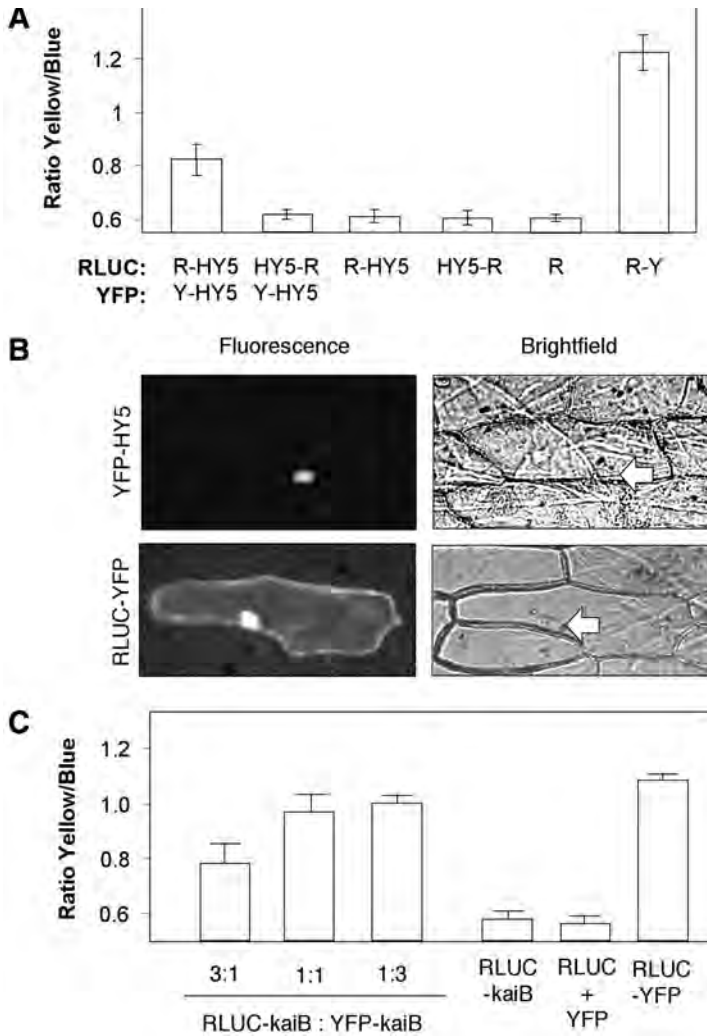 A
Ratio Yellow/Blue
1.2
1
0.8
0.6
RLUC: R-HY5 HY5-R R-HY5 HY5-R R R-Y
YFP: Y-HY5 Y-HY5
B
Fluorescence Brightfield
YFP-HY5
RLUC-YFP
C
Ratio Yellow/Blue
1.2
1.0
0.8
0.6
3:1 1:1 1:3
RLUC-kaiB : YFP-kaiB
RLUC
-kaiB
RLUC
+
YFP
RLUC
-YFP